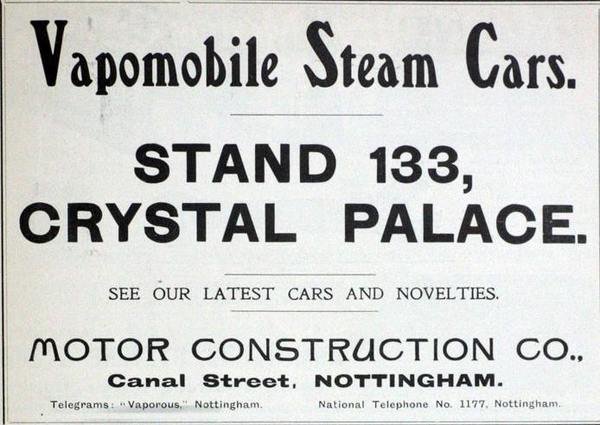 Vapomobile Steam Cars.
STAND 133,
CRYSTAL PALACE.
SEE OUR LATEST CARS AND NOVELTIES.
MOTOR CONSTRUCTION CO.,
Canal Street, NOTTINGHAM.
Telegrams: "Vaporous," Nottingham. National Telephone No. 1177, Nottingham.